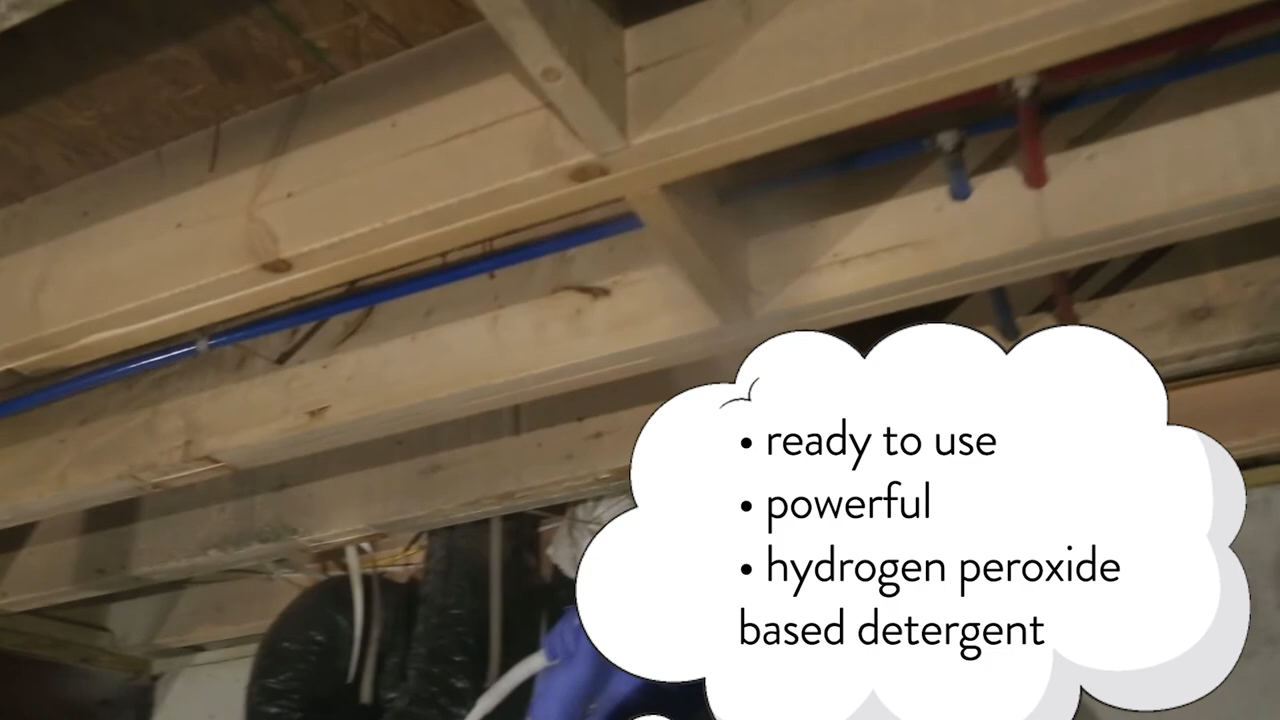 • ready to use
• powerful
• hydrogen peroxide
based detergent